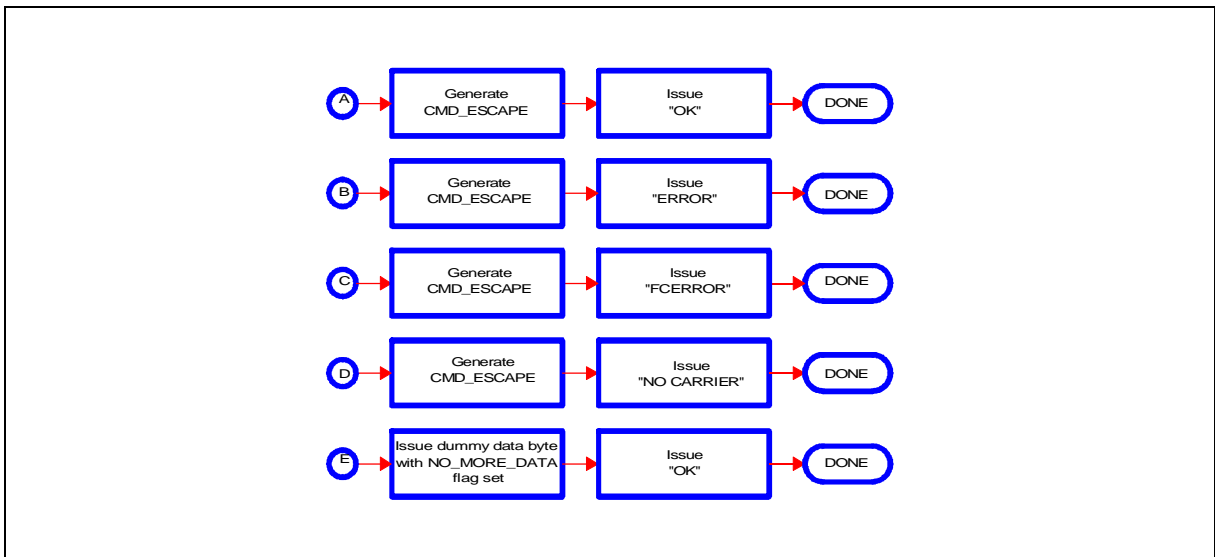 A
Generate
CMD_ESCAPE
Issue
"OK"
DONE
B
Generate
CMD_ESCAPE
Issue
"ERROR"
DONE
C
Generate
CMD_ESCAPE
Issue
"FCERROR"
DONE
D
Generate
CMD_ESCAPE
Issue
"NO CARRIER"
DONE
E
Issue dummy data byte
with NO_MORE_DATA
flag set
Issue
"OK"
DONE